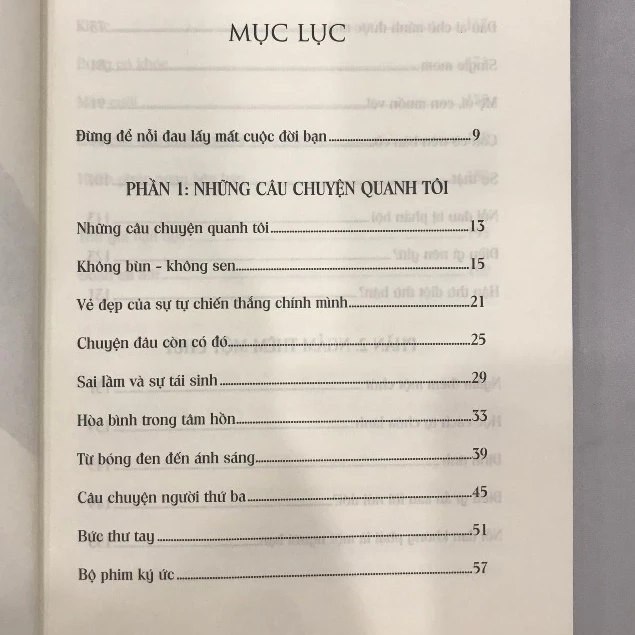 MỤC LỤC
Đừng để nỗi đau lấy mất cuộc đời bạn.....9
PHẦN 1: NHỮNG CÂU CHUYỆN QUANH TÔI
Những câu chuyện quanh tôi.....13
Không bùn - không sen.....15
Vẻ đẹp của sự tự chiến thắng chính mình.....21
Chuyện đâu còn có đó.....25
Sai lầm và sự tái sinh.....29
Hòa bình trong tâm hồn.....33
Từ bóng đen đến ánh sáng.....39
Câu chuyện người thứ ba.....45
Bức thư tay.....51
Bộ phim ký ức.....57